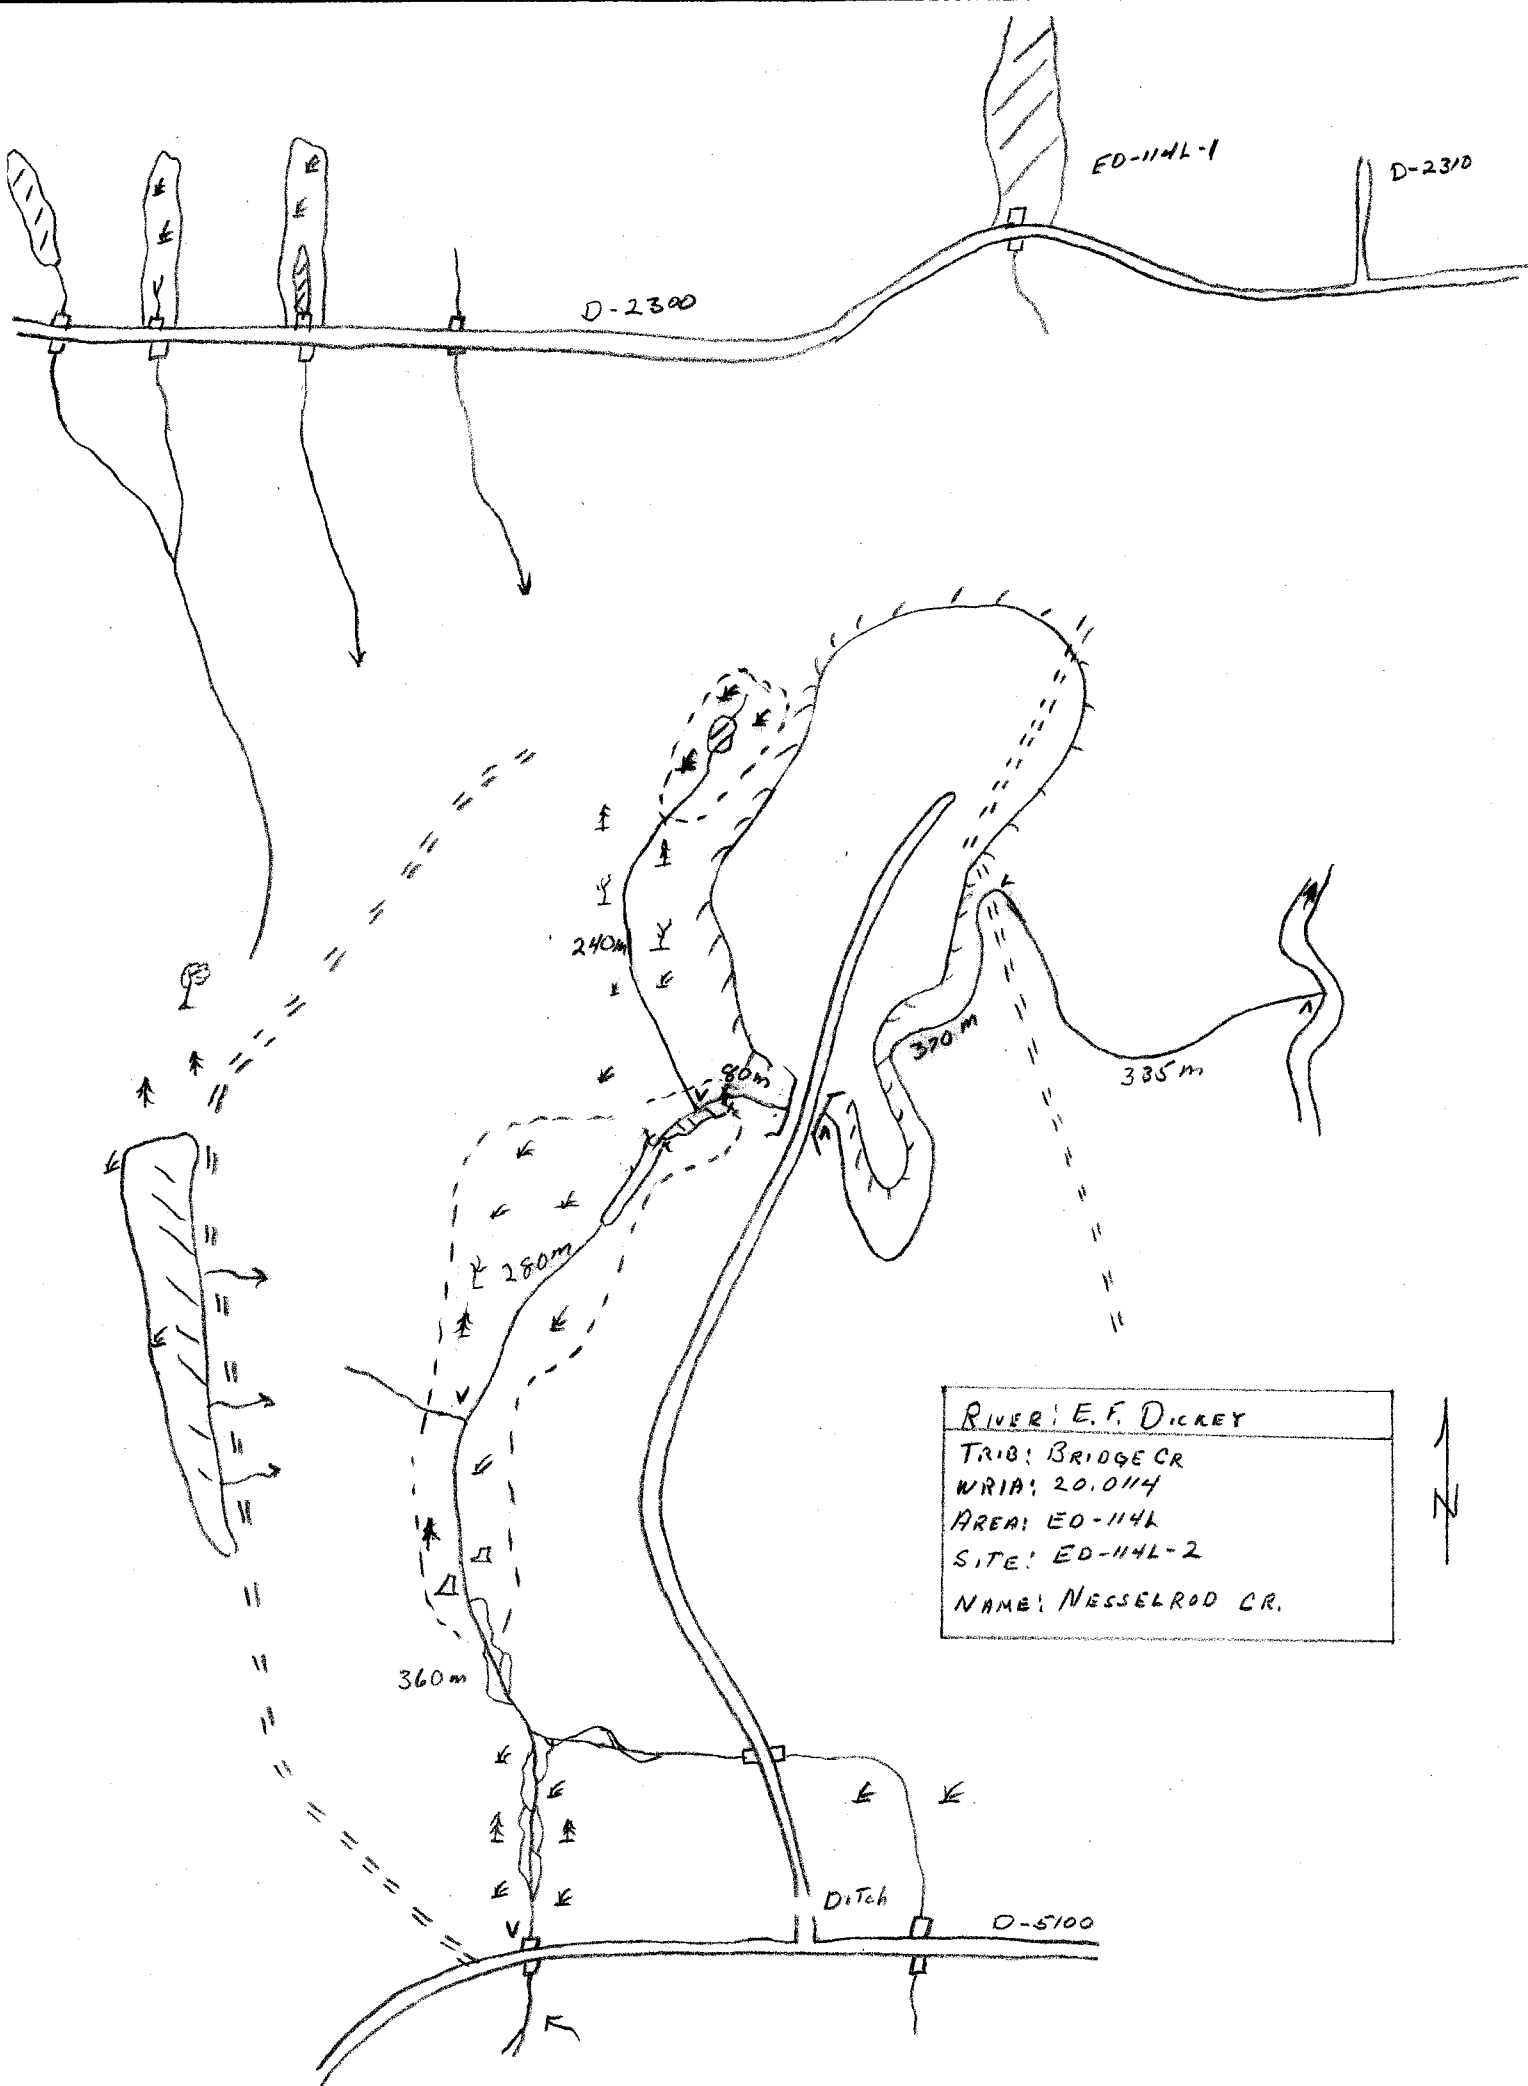 ED-114L-1
D-2310
D-2300
240m
370m
80m
335m
280m
RIVER: E.F. DICKEY
TRIB: BRIDGE CR
WRIA: 20.0114
AREA: ED-114L
SITE: ED-114L-2
NAME: NESSELROD CR.
N
360m
Ditch
D-5100